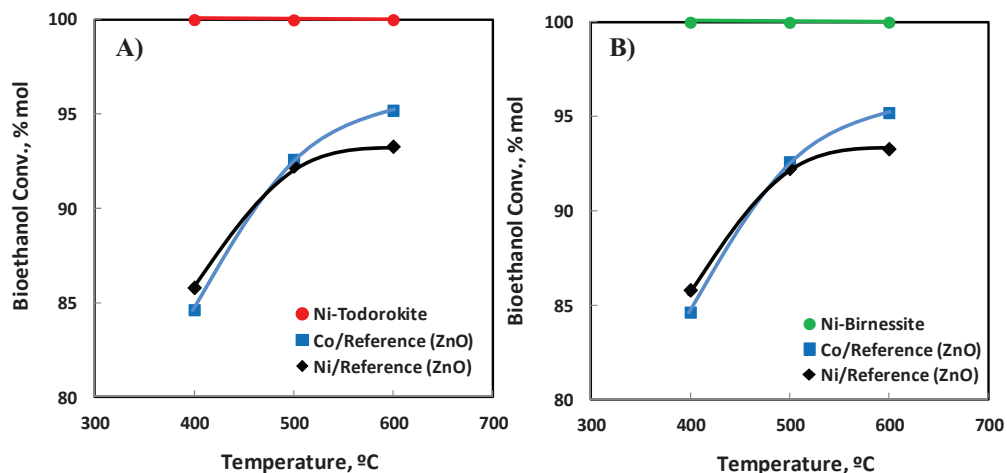 A)
Bioethanol Conv., % mol
100
95
90
85
80
300
400
500
600
700
Temperature, ºC
Ni-Todorokite
Co/Reference (ZnO)
Ni/Reference (ZnO)
B)
Bioethanol Conv., % mol
100
95
90
85
80
300
400
500
600
700
Temperature, ºC
Ni-Birnessite
Co/Reference (ZnO)
Ni/Reference (ZnO)